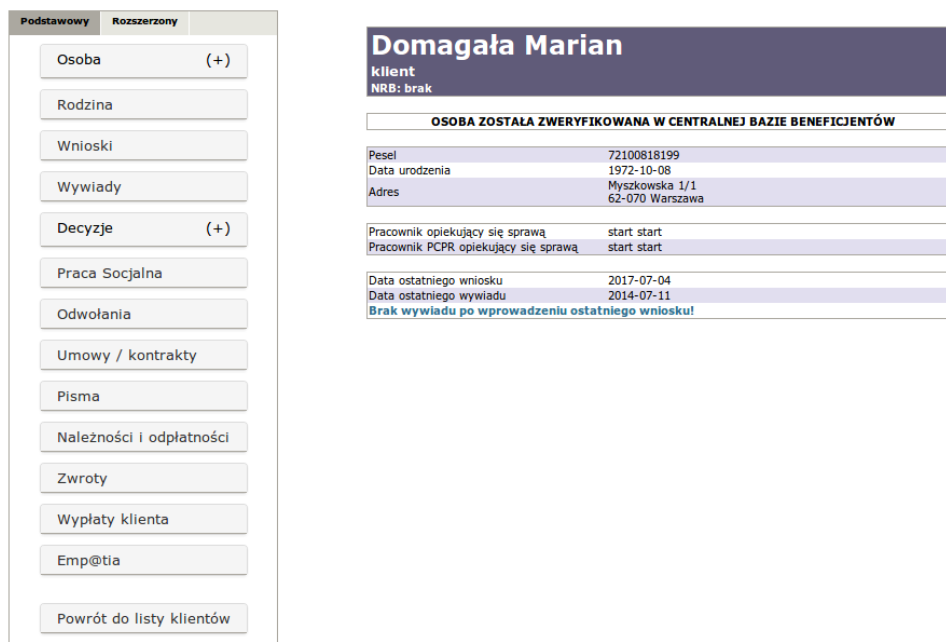 Podstawowy Rozszerzony
Osoba (+)
Rodzina
Wnioski
Wywiady
Decyzje (+)
Praca Socjalna
Odwołania
Umowy / kontrakty
Pisma
Należności i odpłatności
Zwroty
Wypłaty klienta
Emp@tia
Powrót do listy klientów
Domagała Marian
klient
NRB: brak
OSOBA ZOSTAŁA ZWERYFIKOWANA W CENTRALNEJ BAZIE BENEFICJENTÓW
Pesel 72100818199
Data urodzenia 1972-10-08
Adres Myszkowska 1/1
62-070 Warszawa
Pracownik opiekujący się sprawą start start
Pracownik PCPR opiekujący się sprawą start start
Data ostatniego wniosku 2017-07-04
Data ostatniego wywiadu 2014-07-11
Brak wywiadu po wprowadzeniu ostatniego wniosku!